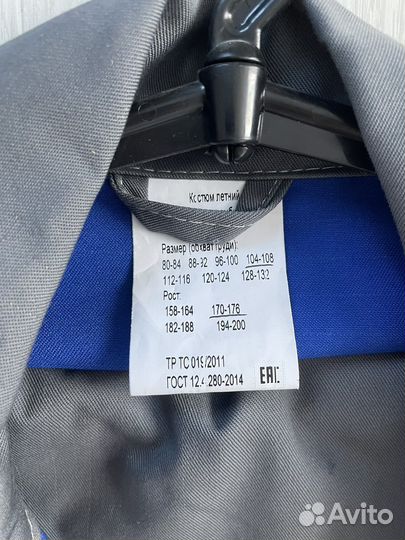 Костюм летний
Размер (обхват груди):
80-84 88-92 96-100 104-108
112-116 120-124 128-132
Рост:
158-164 170-176
182-188 194-200
ТР ТС 019/2011
ГОСТ 12.4.280-2014 ЕАС
Avito